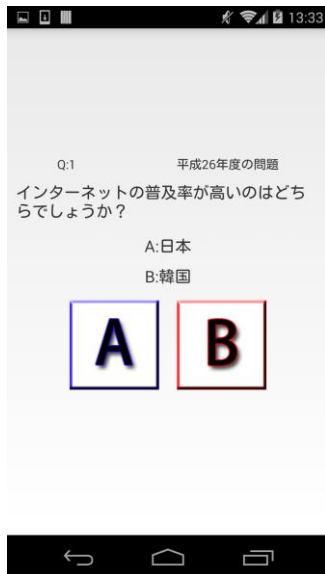 13:33
Q:1 平成26年度の問題
インターネットの普及率が高いのはどち
らでしょうか？
A:日本
B:韓国
A B